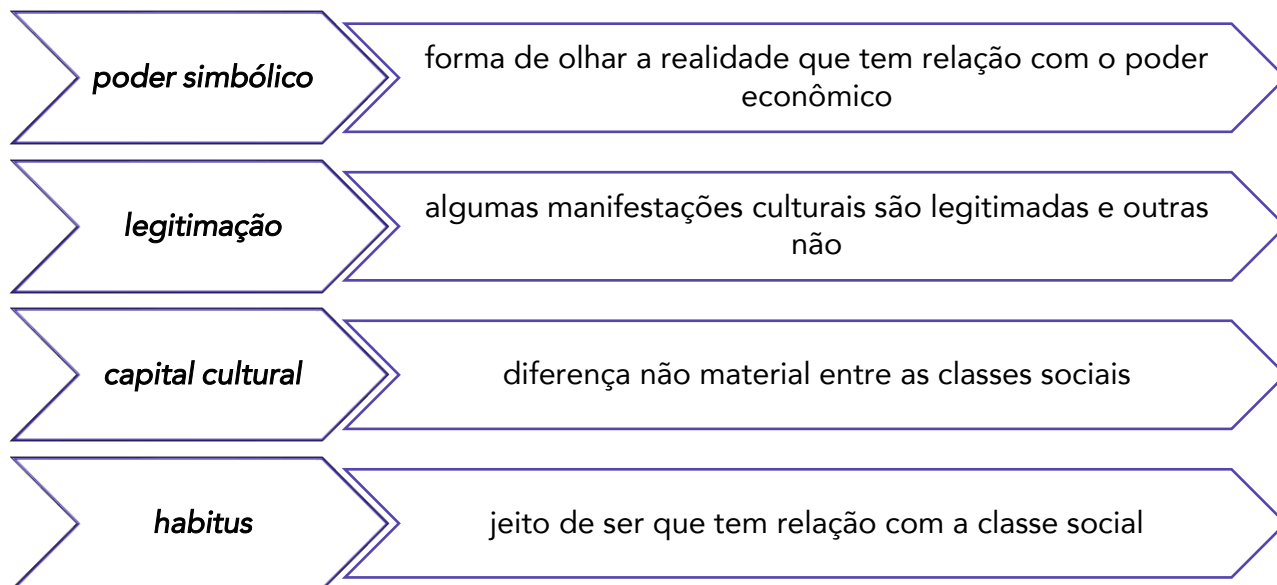 poder simbólico
forma de olhar a realidade que tem relação com o poder
econômico
legitimação
algumas manifestações culturais são legitimadas e outras
não
capital cultural
diferença não material entre as classes sociais
habitus
jeito de ser que tem relação com a classe social